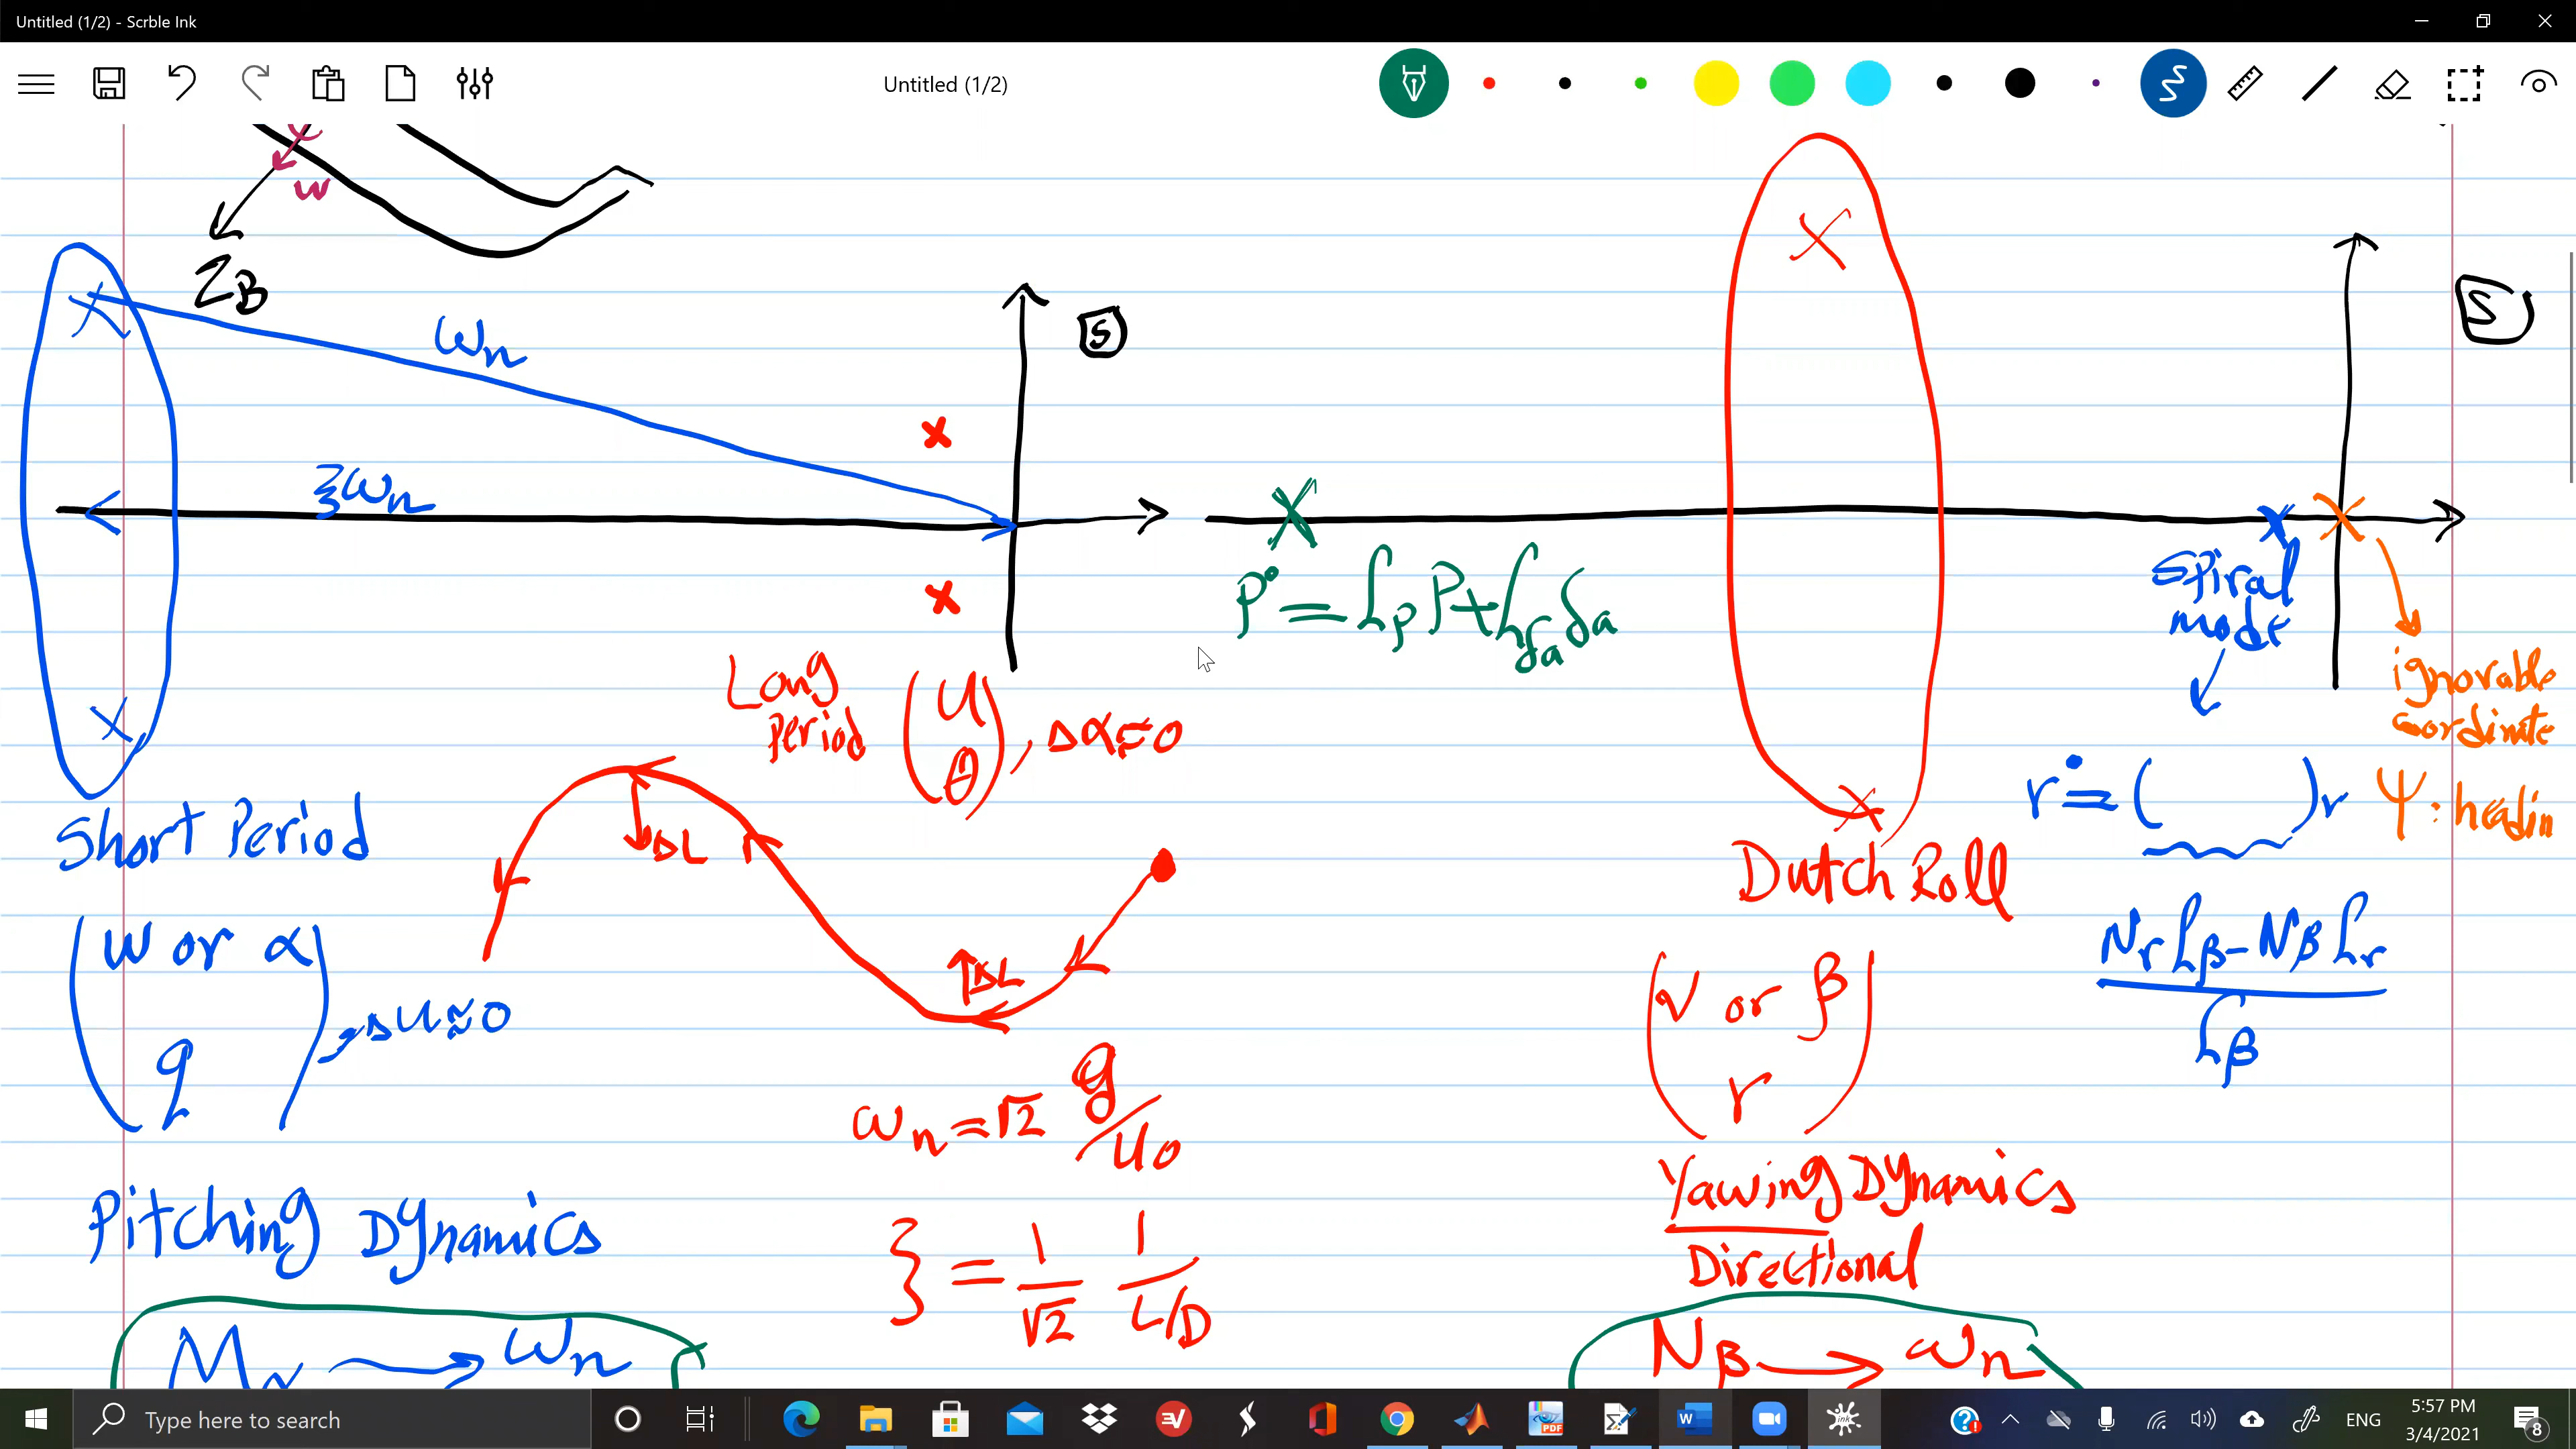 Untitled (1/2) - Scrble Ink
Untitled (1/2)
w
Z_B
ω_n
S
S
ξω_n
Ṗ = L_P P + L_δa δa
Spiral
mode
ignorable
coordinate
Long
Period
(u
θ), Δα≈0
ṙ = ( ) r
ψ: headin
ΔL
Short Period
Dutch Roll
(w or α
q) ΔU≈0
ΔL
(v or β
r)
N_r L_β - N_β L_r
L_β
ω_n = √2 g/u_0
Yawing Dynamics
Directional
Pitching Dynamics
ξ = 1/√2 1/L/D
M_α → ω_n
N_β → ω_n
Type here to search
ENG
5:57 PM
3/4/2021
8